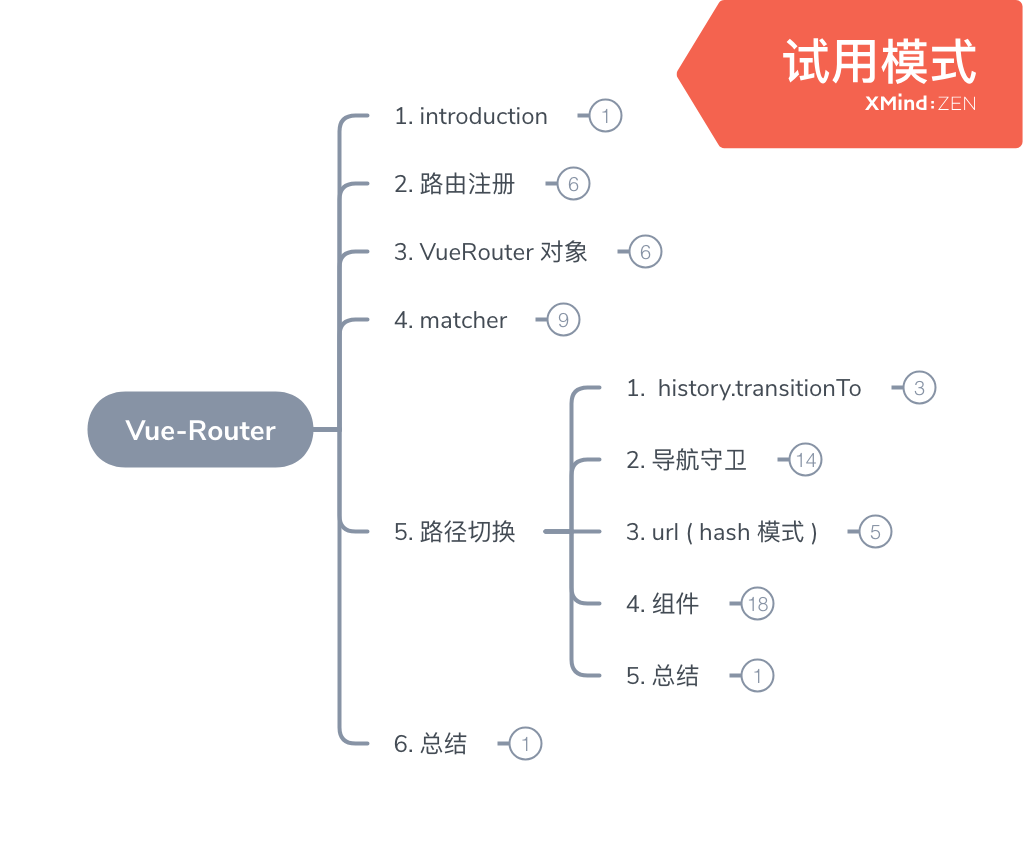 试用模式
XMind:ZEN
1. introduction 1
2. 路由注册 6
3. VueRouter 对象 6
4. matcher 9
Vue-Router
5. 路径切换
1. history.transitionTo 3
2. 导航守卫 14
3. url ( hash 模式 ) 5
4. 组件 18
5. 总结 1
6. 总结 1